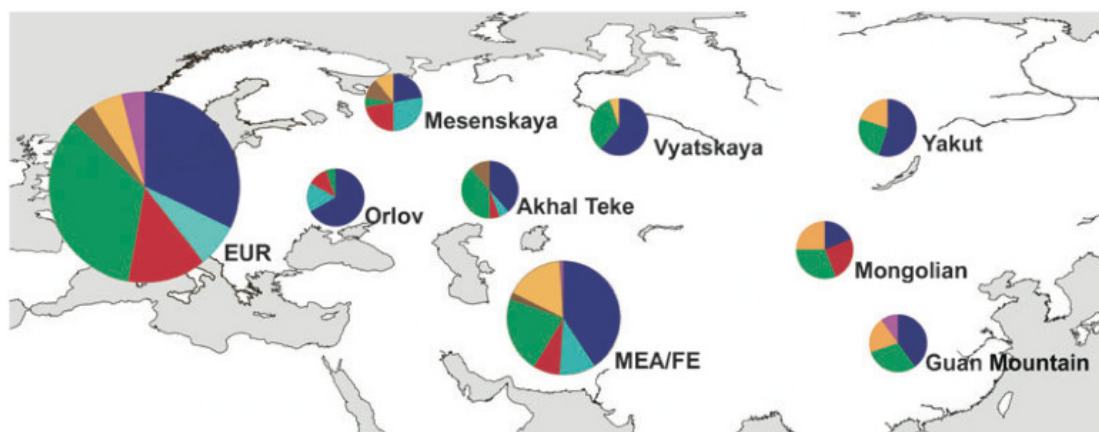 Mesenskaya
Vyatskaya
Yakut
Orlov
Akhal Teke
EUR
Mongolian
MEA/FE
Guan Mountain